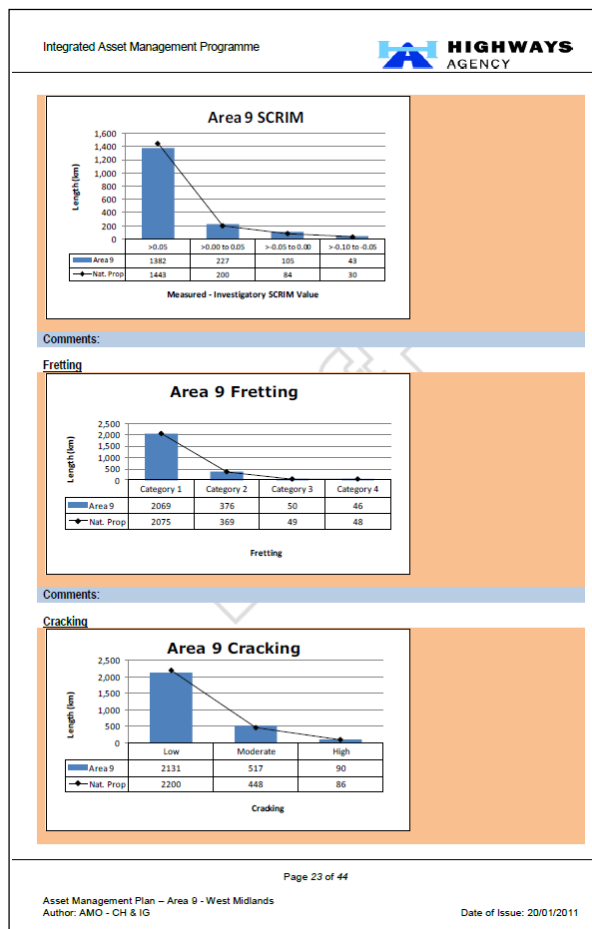 Integrated Asset Management Programme
HIGHWAYS
AGENCY
Area 9 SCRIM
Length (km)
1,600
1,400
1,200
1,000
800
600
400
200
0
>0.05 >0.00 to 0.05 >-0.05 to 0.00 >-0.10 to -0.05
Area 9 1382 227 105 43
Nat. Prop 1443 200 84 30
Measured - Investigatory SCRIM Value
Comments:
Fretting
Area 9 Fretting
Length (km)
2,500
2,000
1,500
1,000
500
0
Category 1 Category 2 Category 3 Category 4
Area 9 2069 376 50 46
Nat. Prop 2075 369 49 48
Fretting
Comments:
Cracking
Area 9 Cracking
Length (km)
2,500
2,000
1,500
1,000
500
0
Low Moderate High
Area 9 2131 517 90
Nat. Prop 2200 448 86
Cracking
Page 23 of 44
Asset Management Plan – Area 9 - West Midlands
Author: AMO - CH & IG
Date of Issue: 20/01/2011